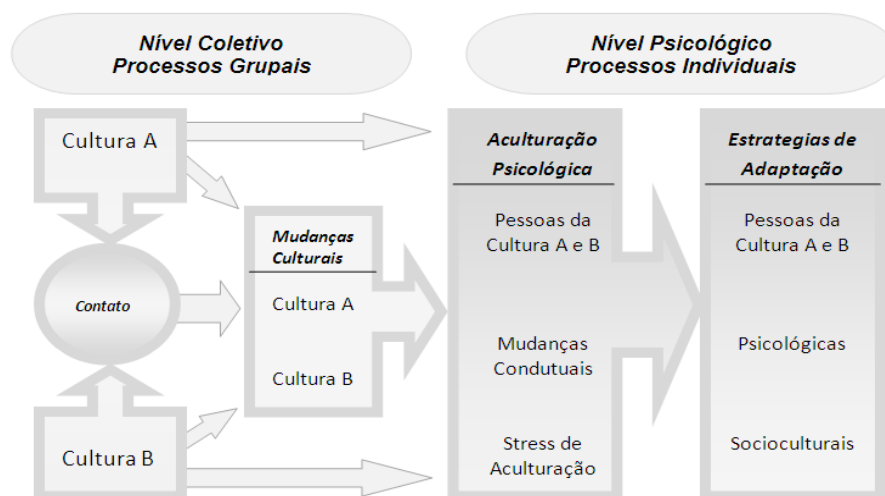 Nível Coletivo
Processos Grupais
Nível Psicológico
Processos Individuais
Cultura A
Contato
Cultura B
Mudanças
Culturais
Cultura A
Cultura B
Aculturação
Psicológica
Pessoas da
Cultura A e B
Mudanças
Condutuais
Stress de
Aculturação
Estrategias de
Adaptação
Pessoas da
Cultura A e B
Psicológicas
Socioculturais